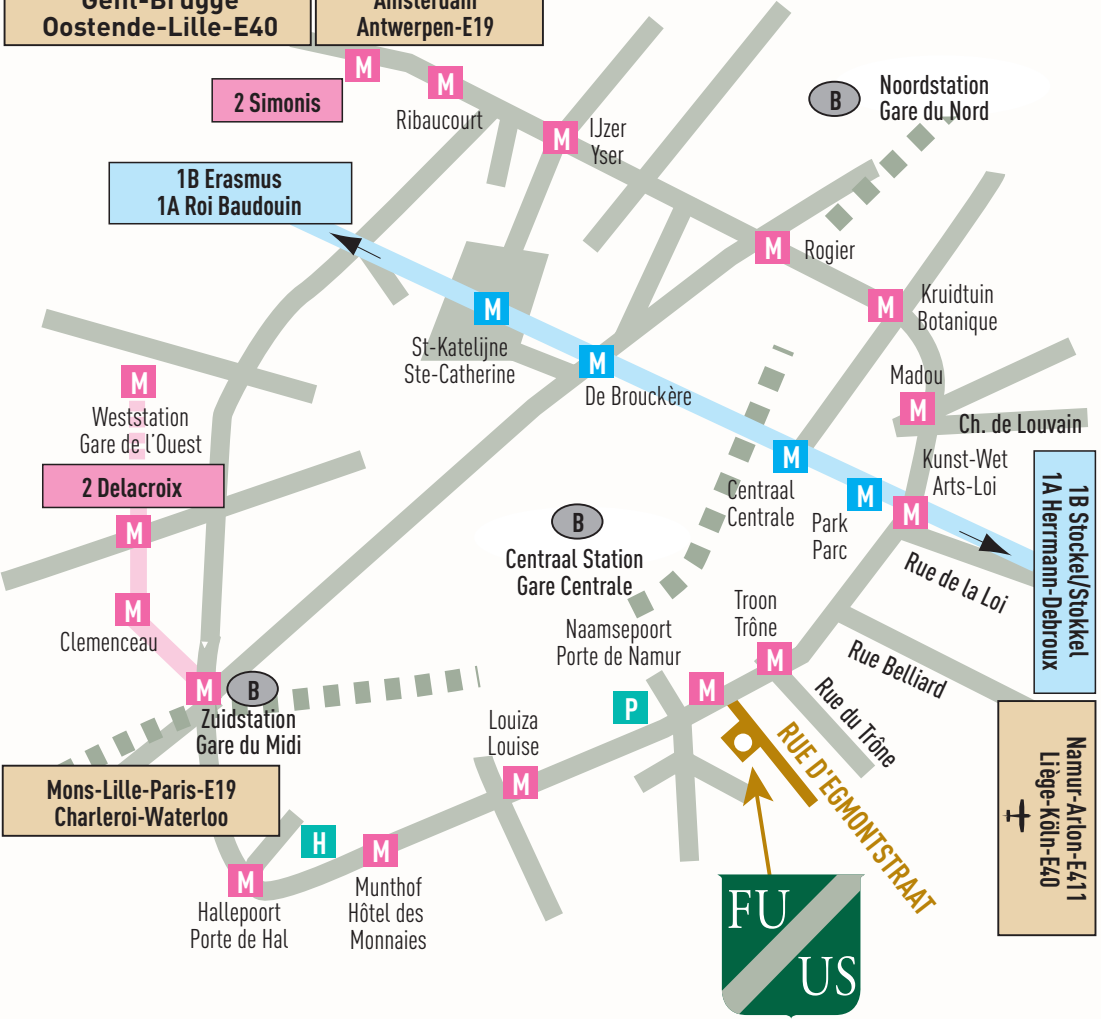 Gent-Brugge
Oostende-Lille-E40
Amsterdam
Antwerpen-E19
M
2 Simonis
M
Ribaucourt
M
IJzer
Yser
B
Noordstation
Gare du Nord
1B Erasmus
1A Roi Baudouin
M
Rogier
M
Kruidtuin
Botanique
M
St-Katelijne
Ste-Catherine
M
De Brouckère
M
Weststation
Gare de l'Ouest
Madou
M
Ch. de Louvain
2 Delacroix
M
M
Centraal
Centrale
M
Park
Parc
Kunst-Wet
Arts-Loi
M
1B Stockel/Stokkel
1A Herrmann-Debroux
B
Centraal Station
Gare Centrale
Rue de la Loi
M
Clemenceau
Troon
Trône
M
Naamsepoort
Porte de Namur
M
Rue Belliard
Rue du Trône
M
B
Zuidstation
Gare du Midi
P
Louiza
Louise
M
RUE D'EGMONTSTRAAT
Namur-Arlon-E411
Liège-Köln-E40
Mons-Lille-Paris-E19
Charleroi-Waterloo
H
M
Munthof
Hôtel des
Monnaies
M
Hallepoort
Porte de Hal
FU
US